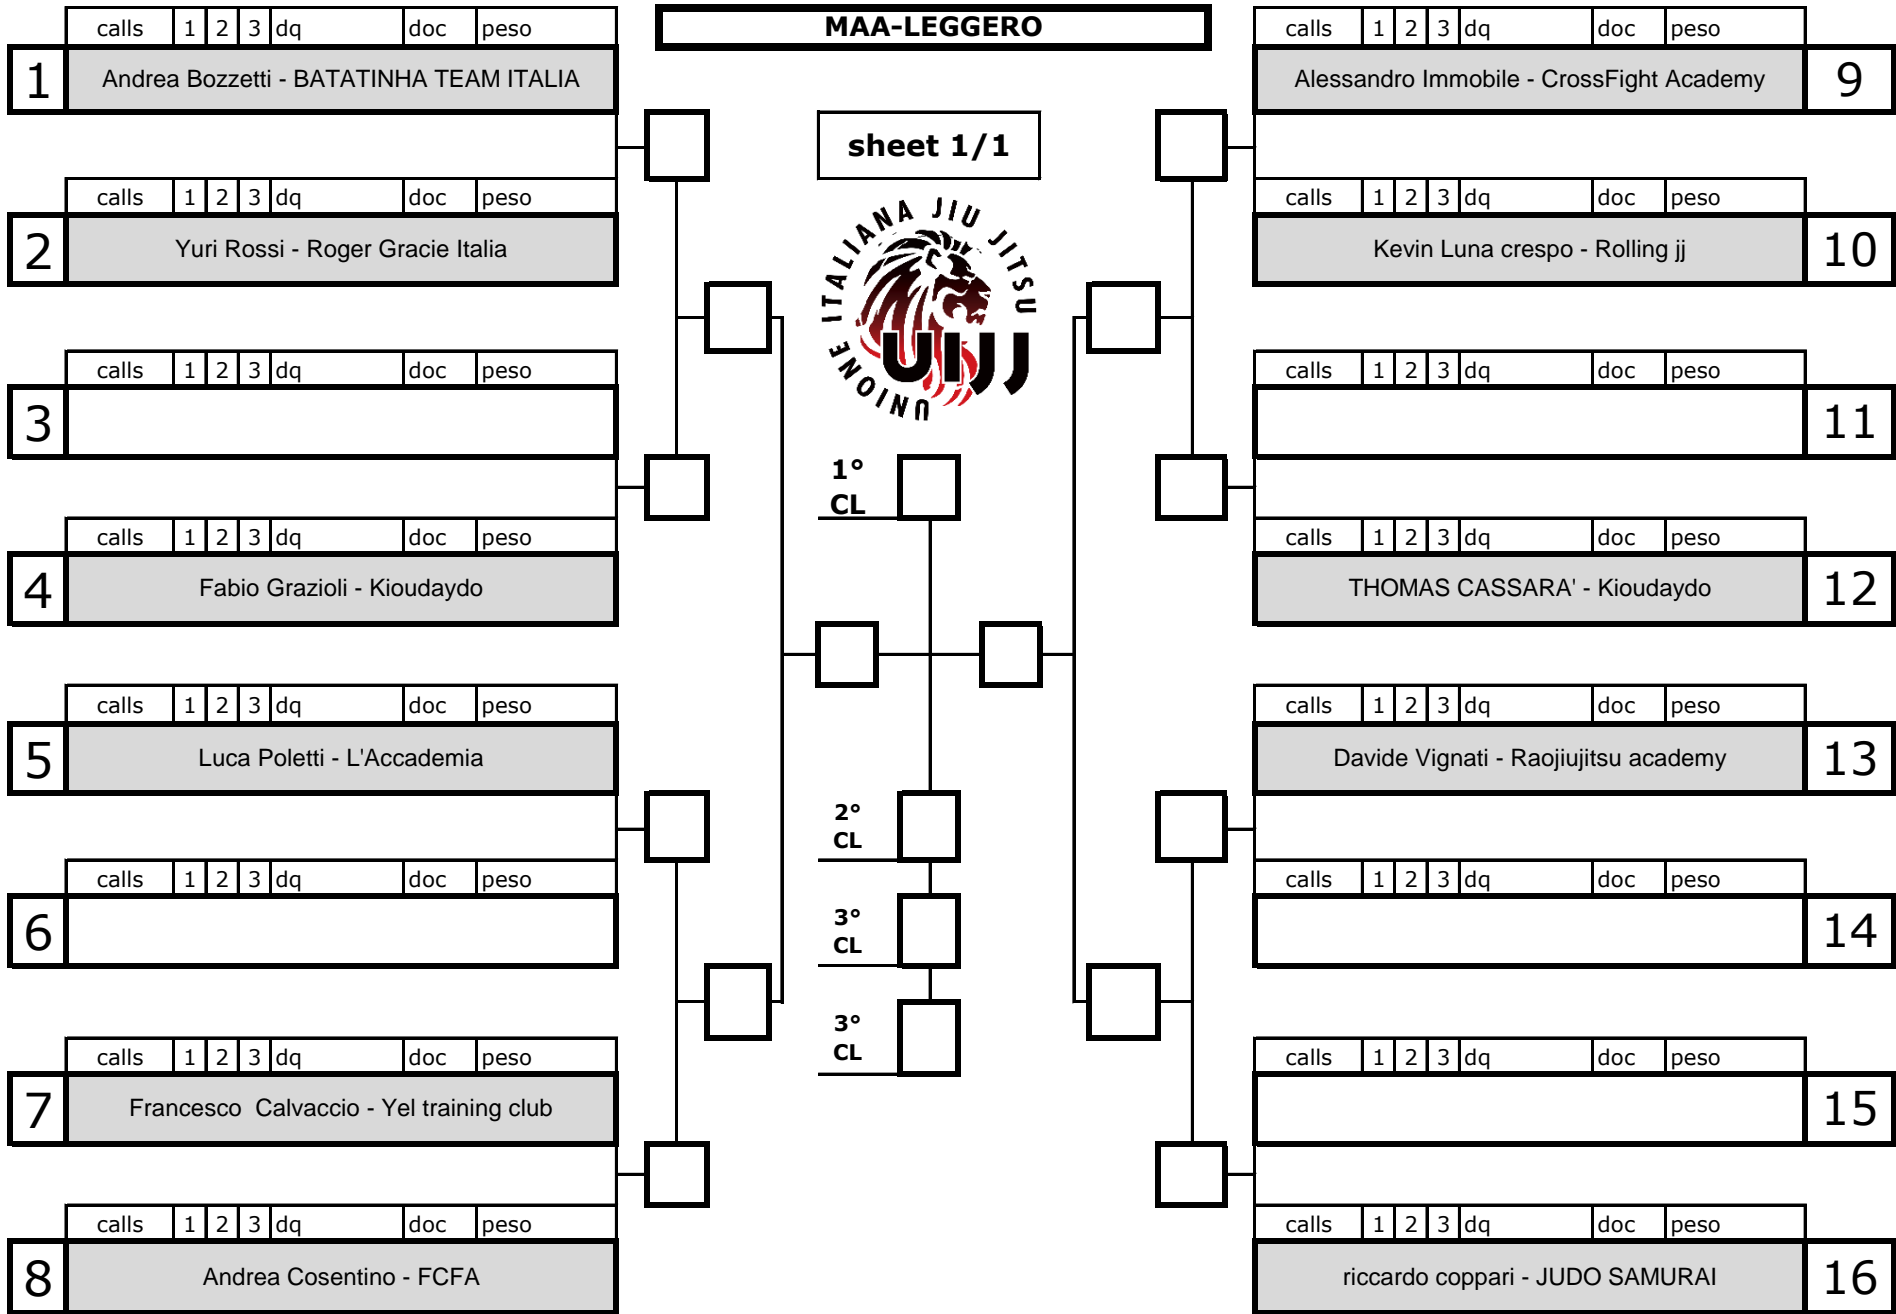 MAA-LEGGERO
sheet 1/1
UNIONE ITALIANA JIU JITSU
UIJJ
calls 1 2 3 dq doc peso
1 Andrea Bozzetti - BATATINHA TEAM ITALIA
calls 1 2 3 dq doc peso
2 Yuri Rossi - Roger Gracie Italia
calls 1 2 3 dq doc peso
3
calls 1 2 3 dq doc peso
4 Fabio Grazioli - Kioudaydo
calls 1 2 3 dq doc peso
5 Luca Poletti - L'Accademia
calls 1 2 3 dq doc peso
6
calls 1 2 3 dq doc peso
7 Francesco  Calvaccio - Yel training club
calls 1 2 3 dq doc peso
8 Andrea Cosentino - FCFA
1°
CL
2°
CL
3°
CL
3°
CL
calls 1 2 3 dq doc peso
Alessandro Immobile - CrossFight Academy 9
calls 1 2 3 dq doc peso
Kevin Luna crespo - Rolling jj 10
calls 1 2 3 dq doc peso
11
calls 1 2 3 dq doc peso
THOMAS CASSARA' - Kioudaydo 12
calls 1 2 3 dq doc peso
Davide Vignati - Raojiujitsu academy 13
calls 1 2 3 dq doc peso
14
calls 1 2 3 dq doc peso
15
calls 1 2 3 dq doc peso
riccardo coppari - JUDO SAMURAI 16